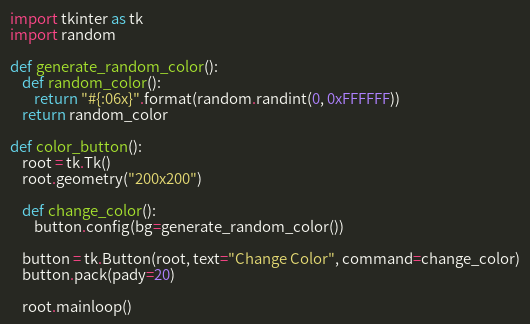 import tkinter as tk
import random

def generate_random_color():
    def random_color():
        return "#{:06x}".format(random.randint(0, 0xFFFFFF))
    return random_color

def color_button():
    root = tk.Tk()
    root.geometry("200x200")

    def change_color():
        button.config(bg=generate_random_color())

    button = tk.Button(root, text="Change Color", command=change_color)
    button.pack(pady=20)

    root.mainloop()